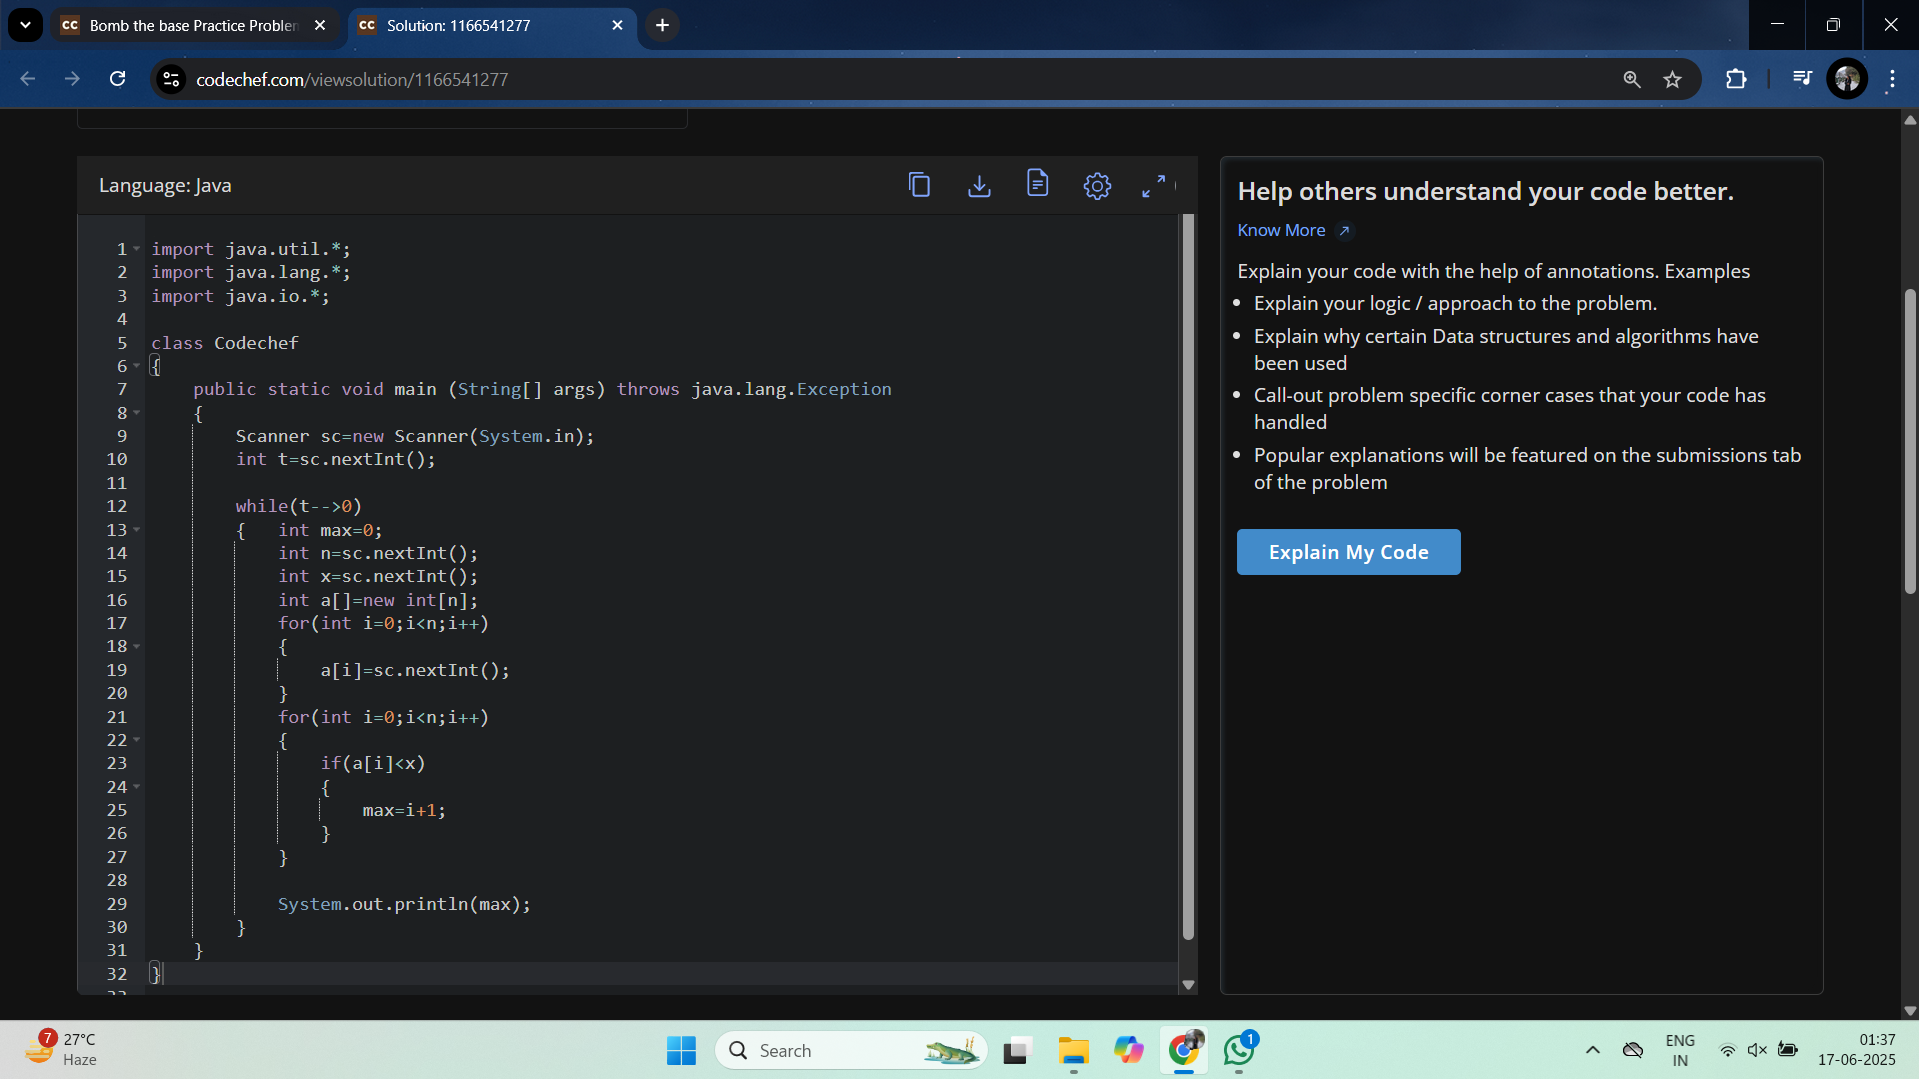 Bomb the base Practice Problem
Solution: 1166541277
codechef.com/viewsolution/1166541277
Language: Java
1 import java.util.*;
2 import java.lang.*;
3 import java.io.*;
4
5 class Codechef
6 {
7 public static void main (String[] args) throws java.lang.Exception
8 {
9 Scanner sc=new Scanner(System.in);
10 int t=sc.nextInt();
11
12 while(t-->0)
13 { int max=0;
14 int n=sc.nextInt();
15 int x=sc.nextInt();
16 int a[]=new int[n];
17 for(int i=0;i<n;i++)
18 {
19 a[i]=sc.nextInt();
20 }
21 for(int i=0;i<n;i++)
22 {
23 if(a[i]<x)
24 {
25 max=i+1;
26 }
27 }
28
29 System.out.println(max);
30 }
31 }
32 }
Help others understand your code better.
Know More
Explain your code with the help of annotations. Examples
• Explain your logic / approach to the problem.
• Explain why certain Data structures and algorithms have
been used
• Call-out problem specific corner cases that your code has
handled
• Popular explanations will be featured on the submissions tab
of the problem
Explain My Code
7
27°C
Haze
Search
1
ENG
IN
01:37
17-06-2025